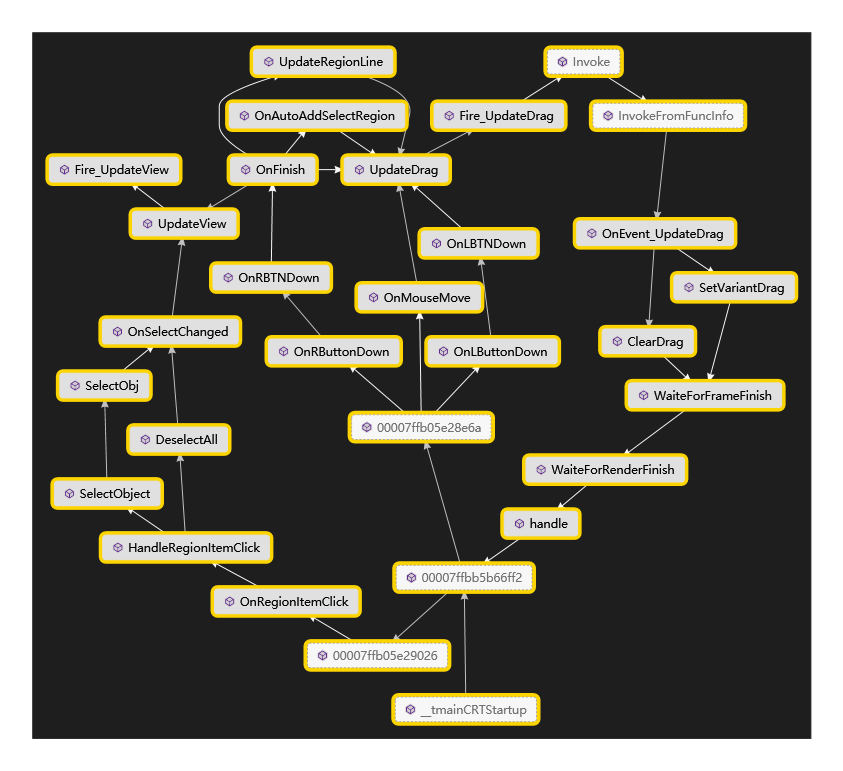 UpdateRegionLine
Invoke
OnAutoAddSelectRegion
Fire_UpdateDrag
InvokeFromFuncInfo
Fire_UpdateView
OnFinish
UpdateDrag
UpdateView
OnEvent_UpdateDrag
OnLBTNDown
OnRBTNDown
SetVariantDrag
OnMouseMove
OnSelectChanged
ClearDrag
OnRButtonDown
OnLButtonDown
SelectObj
WaiteForFrameFinish
00007ffb05e28e6a
DeselectAll
WaiteForRenderFinish
SelectObject
handle
HandleRegionItemClick
00007ffbb5b66ff2
OnRegionItemClick
00007ffb05e29026
__tmainCRTStartup